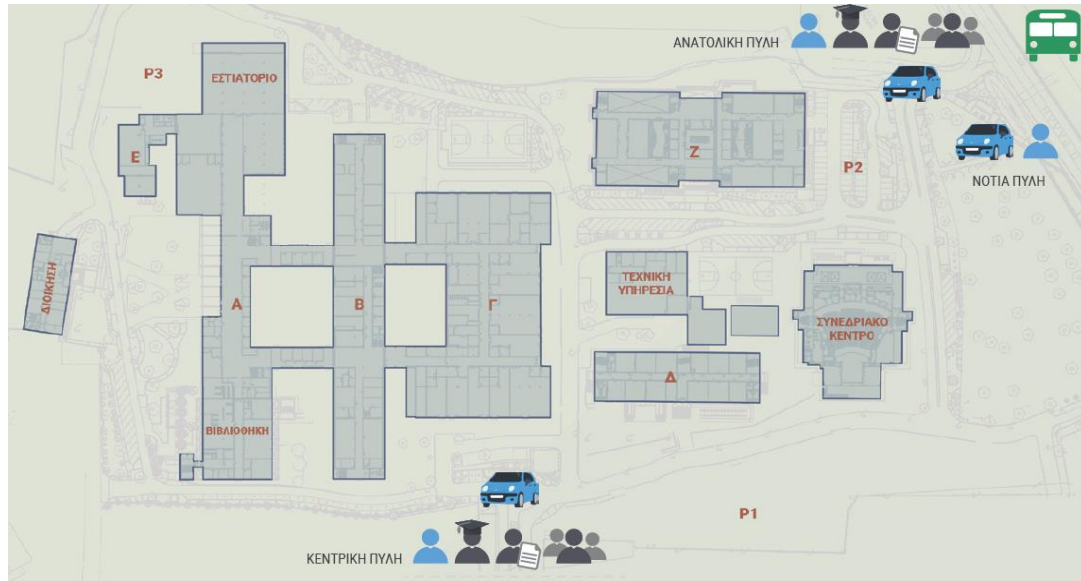 ΑΝΑΤΟΛΙΚΗ ΠΥΛΗ
P3
ΕΣΤΙΑΤΟΡΙΟ
Ε
Ζ
P2
ΝΟΤΙΑ ΠΥΛΗ
ΔΙΟΙΚΗΣΗ
Α
Β
Γ
ΤΕΧΝΙΚΗ
ΥΠΗΡΕΣΙΑ
ΣΥΝΕΔΡΙΑΚΟ
ΚΕΝΤΡΟ
Δ
ΒΙΒΛΙΟΘΗΚΗ
P1
ΚΕΝΤΡΙΚΗ ΠΥΛΗ